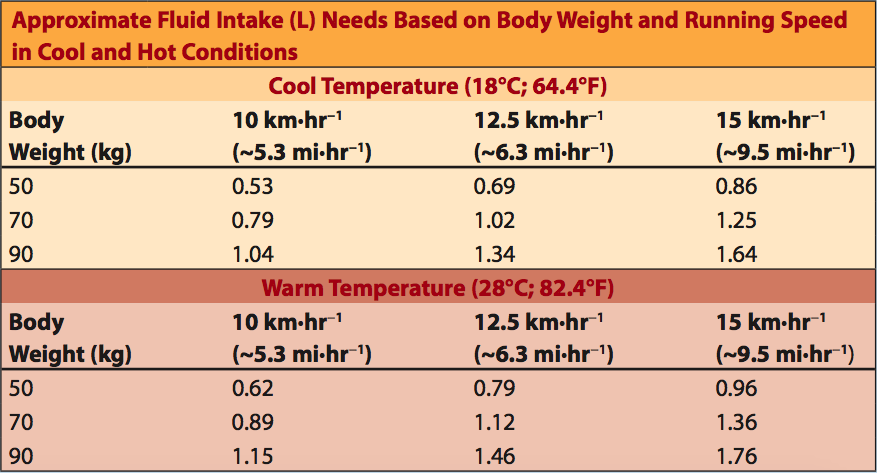 Approximate Fluid Intake (L) Needs Based on Body Weight and Running Speed
in Cool and Hot Conditions
Cool Temperature (18°C; 64.4°F)
Body 10 km·hr⁻¹ 12.5 km·hr⁻¹ 15 km·hr⁻¹
Weight (kg) (~5.3 mi·hr⁻¹) (~6.3 mi·hr⁻¹) (~9.5 mi·hr⁻¹)
50 0.53 0.69 0.86
70 0.79 1.02 1.25
90 1.04 1.34 1.64
Warm Temperature (28°C; 82.4°F)
Body 10 km·hr⁻¹ 12.5 km·hr⁻¹ 15 km·hr⁻¹
Weight (kg) (~5.3 mi·hr⁻¹) (~6.3 mi·hr⁻¹) (~9.5 mi·hr⁻¹)
50 0.62 0.79 0.96
70 0.89 1.12 1.36
90 1.15 1.46 1.76